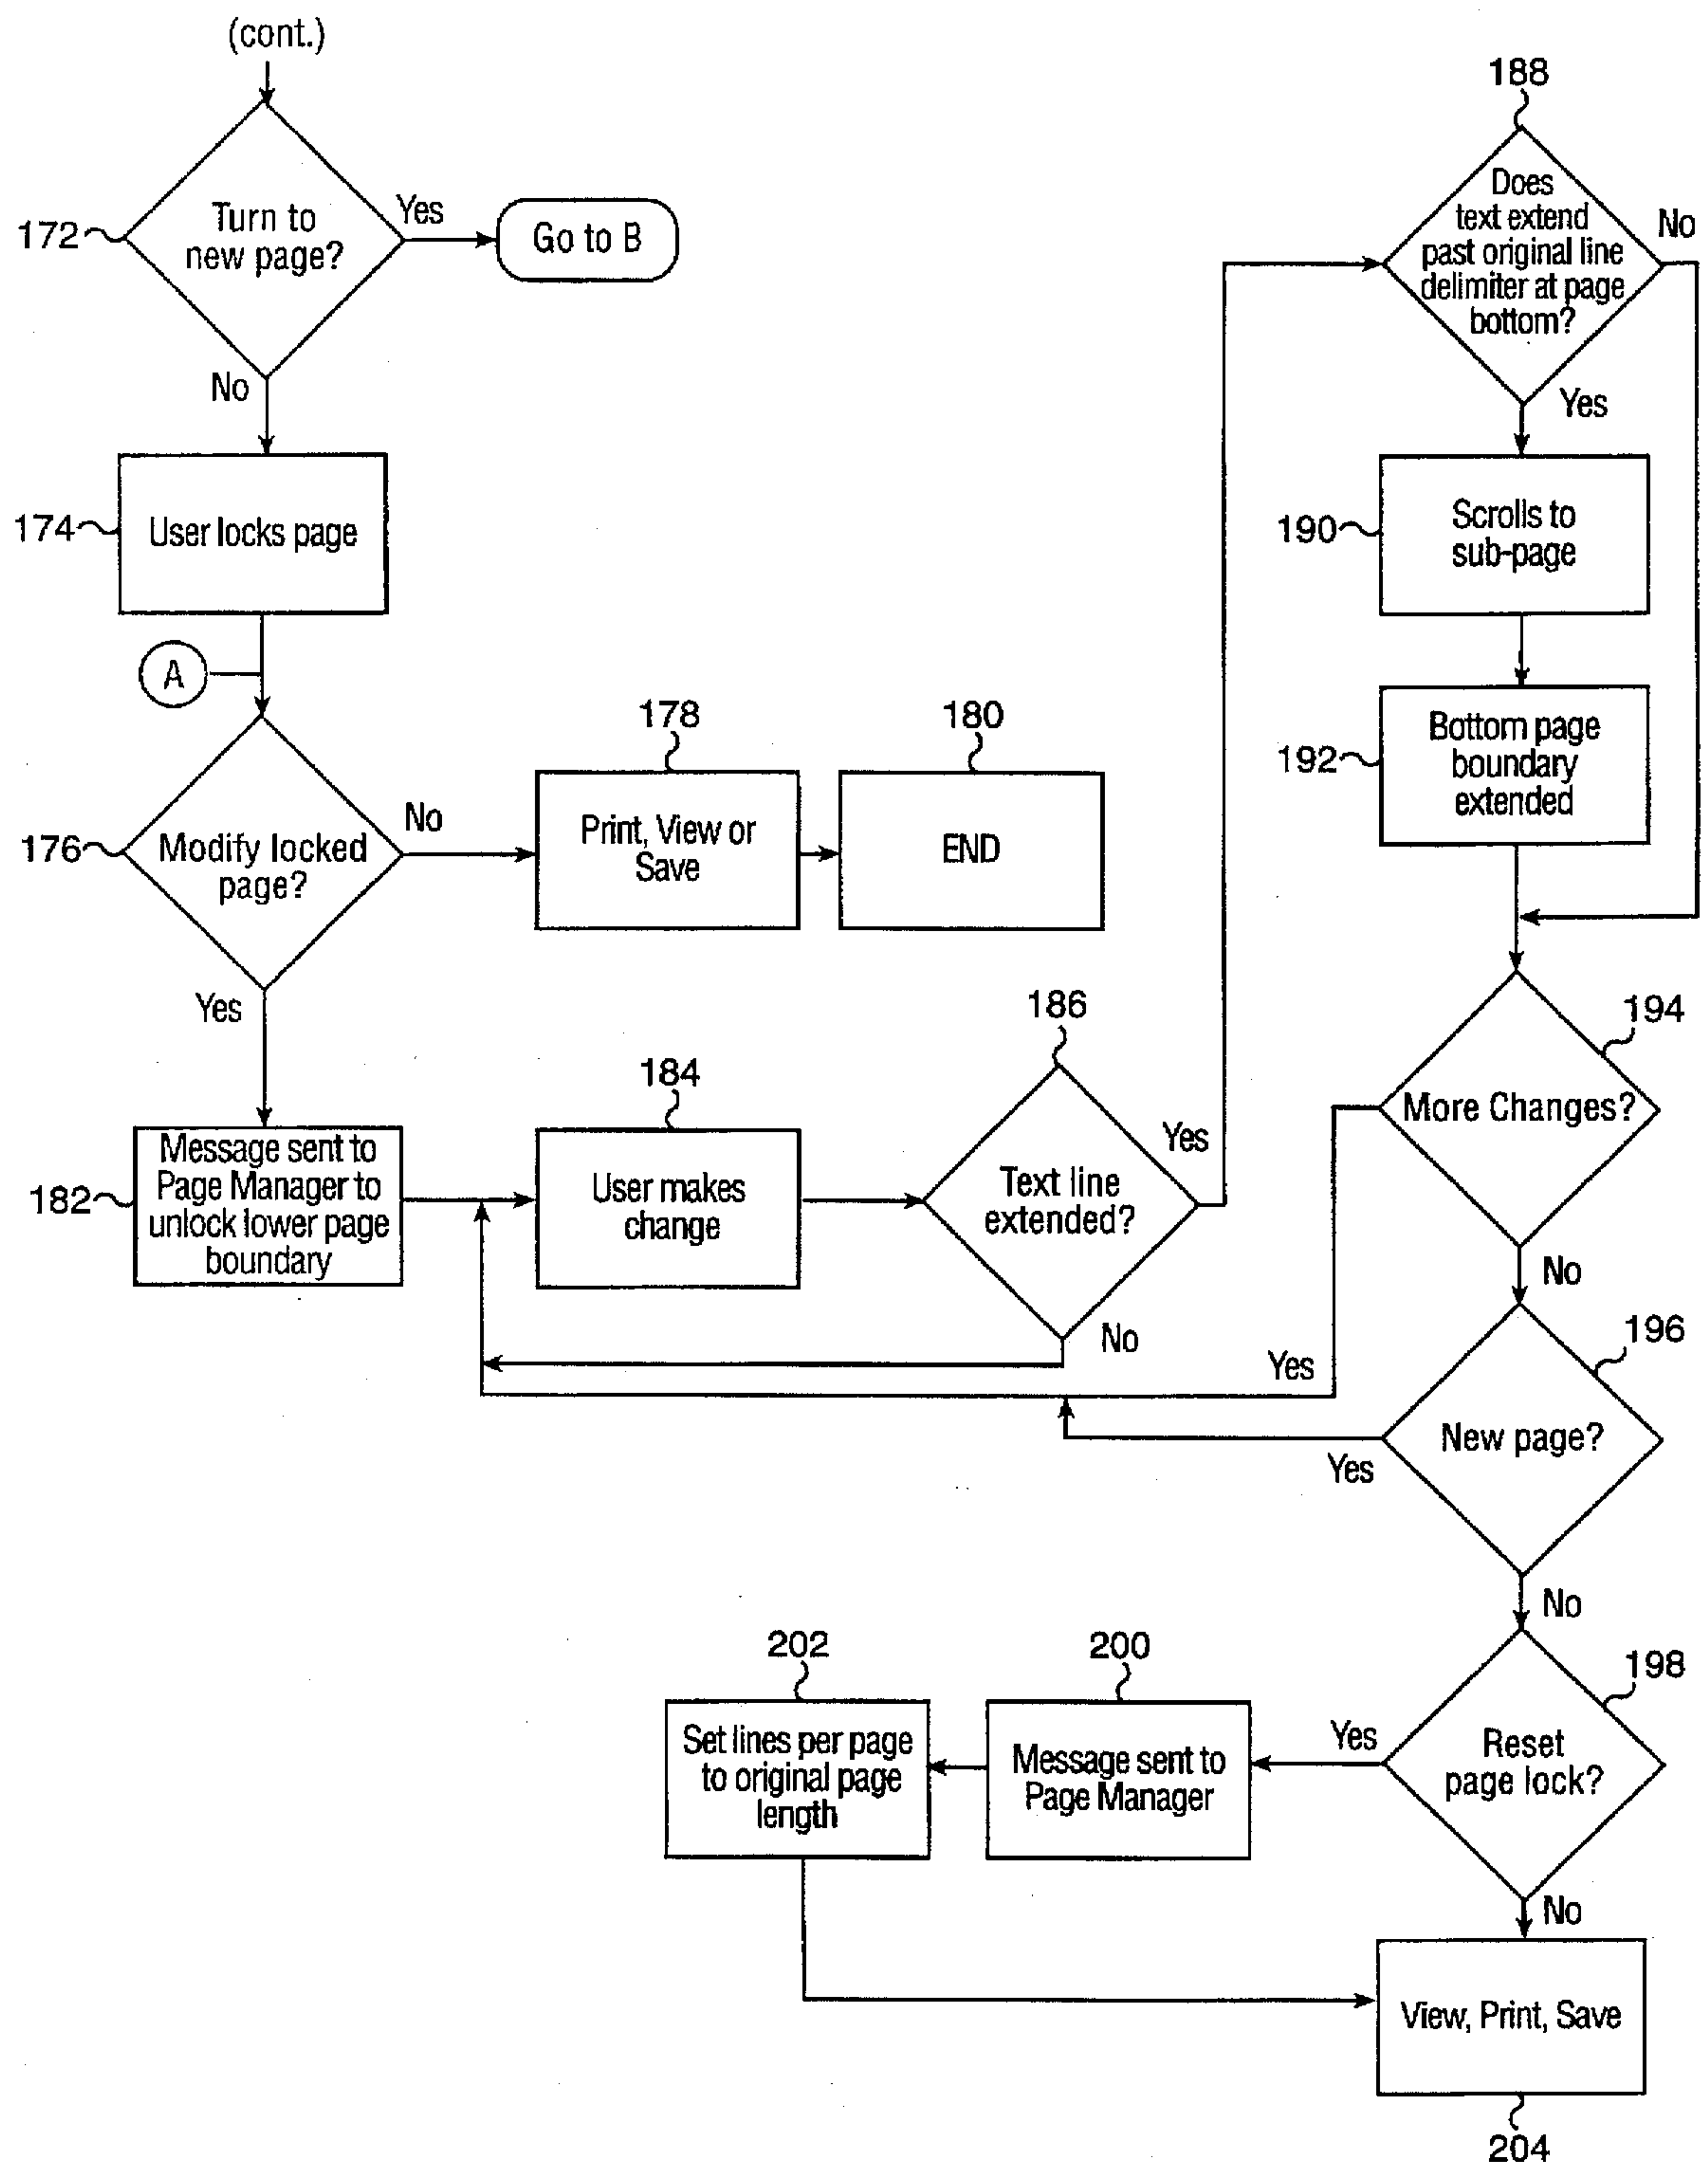 (cont.)
172
Turn to
new page?
Yes
Go to B
No
174
User locks page
A
176
Modify locked
page?
No
178
Print, View or
Save
180
END
Yes
182
Message sent to
Page Manager to
unlock lower page
boundary
184
User makes
change
186
Text line
extended?
Yes
No
188
Does
text extend
past original line
delimiter at page
bottom?
No
Yes
190
Scrolls to
sub-page
192
Bottom page
boundary
extended
194
More Changes?
Yes
No
196
New page?
Yes
No
198
Reset
page lock?
Yes
200
Message sent to
Page Manager
202
Set lines per page
to original page
length
No
View, Print, Save
204